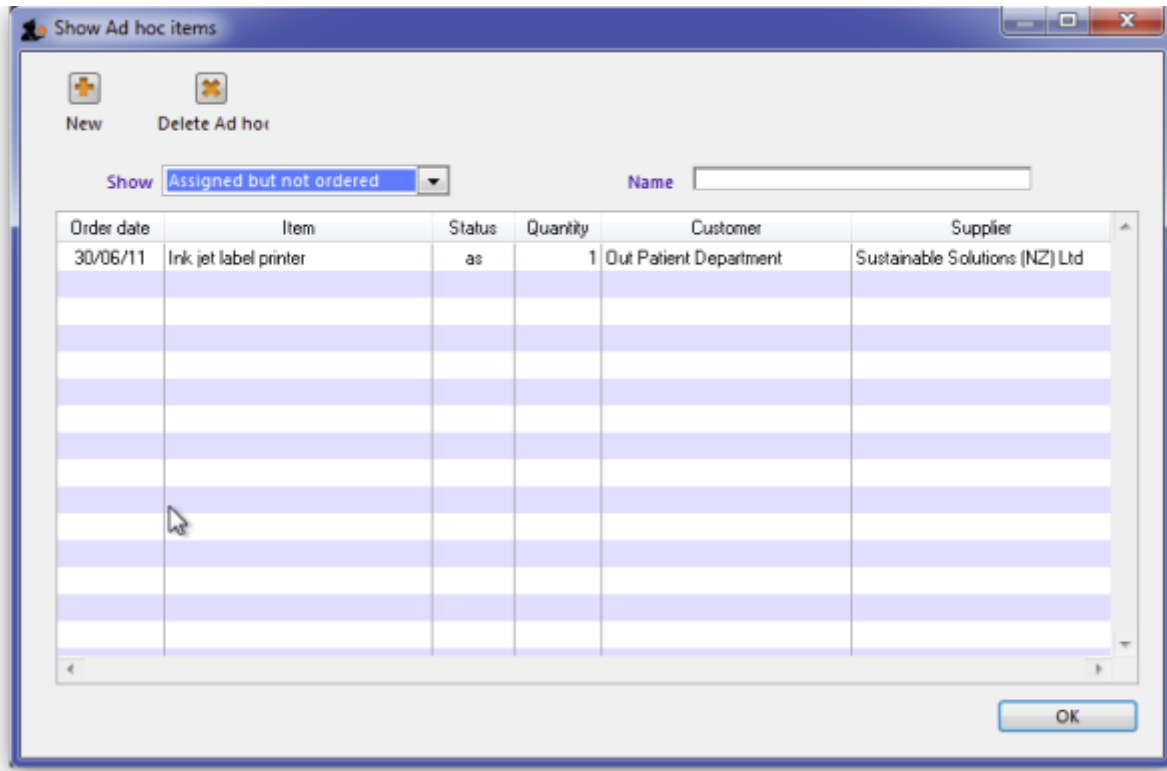 Show Ad hoc items
New Delete Ad hoc
Show Assigned but not ordered Name
Order date Item Status Quantity Customer Supplier
30/06/11 Ink jet label printer as 1 Out Patient Department Sustainable Solutions (NZ) Ltd
OK